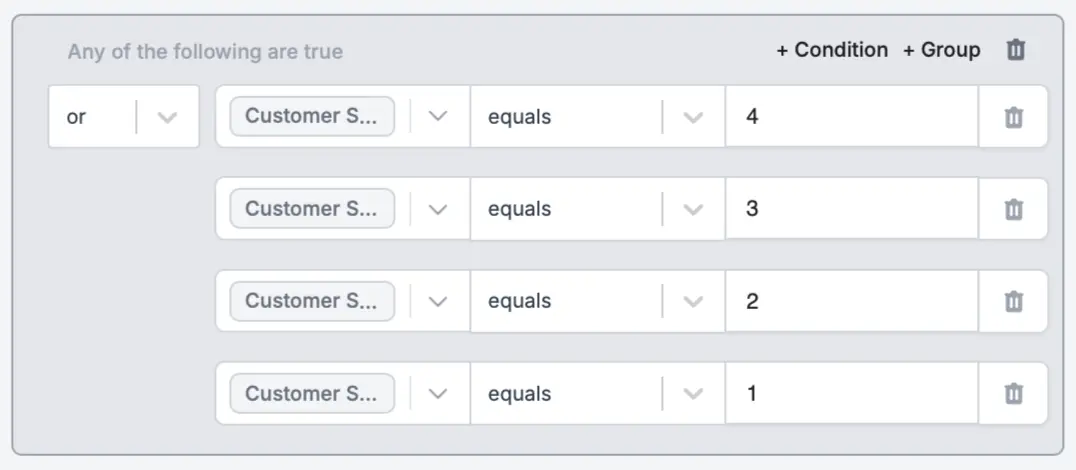 Any of the following are true + Condition + Group
or Customer S... equals 4
Customer S... equals 3
Customer S... equals 2
Customer S... equals 1